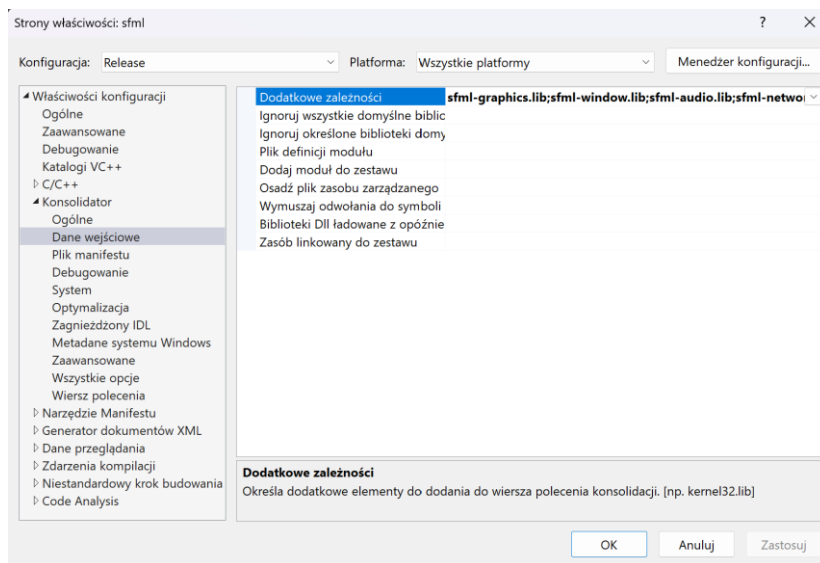 Strony właściwości: sfml ? ×
Konfiguracja: Release Platforma: Wszystkie platformy Menedżer konfiguracji...
Właściwości konfiguracji
Ogólne
Zaawansowane
Debugowanie
Katalogi VC++
C/C++
Konsolidator
Ogólne
Dane wejściowe
Plik manifestu
Debugowanie
System
Optymalizacja
Zagnieżdżony IDL
Metadane systemu Windows
Zaawansowane
Wszystkie opcje
Wiersz polecenia
Narzędzie Manifestu
Generator dokumentów XML
Dane przeglądania
Zdarzenia kompilacji
Niestandardowy krok budowania
Code Analysis
Dodatkowe zależności sfml-graphics.lib;sfml-window.lib;sfml-audio.lib;sfml-netwo
Ignoruj wszystkie domyślne biblic
Ignoruj określone biblioteki domy
Plik definicji modułu
Dodaj moduł do zestawu
Osadź plik zasobu zarządzanego
Wymuszaj odwołania do symboli
Biblioteki Dll ładowane z opóźnie
Zasób linkowany do zestawu
Dodatkowe zależności
Określa dodatkowe elementy do dodania do wiersza polecenia konsolidacji. [np. kernel32.lib]
OK Anuluj Zastosuj